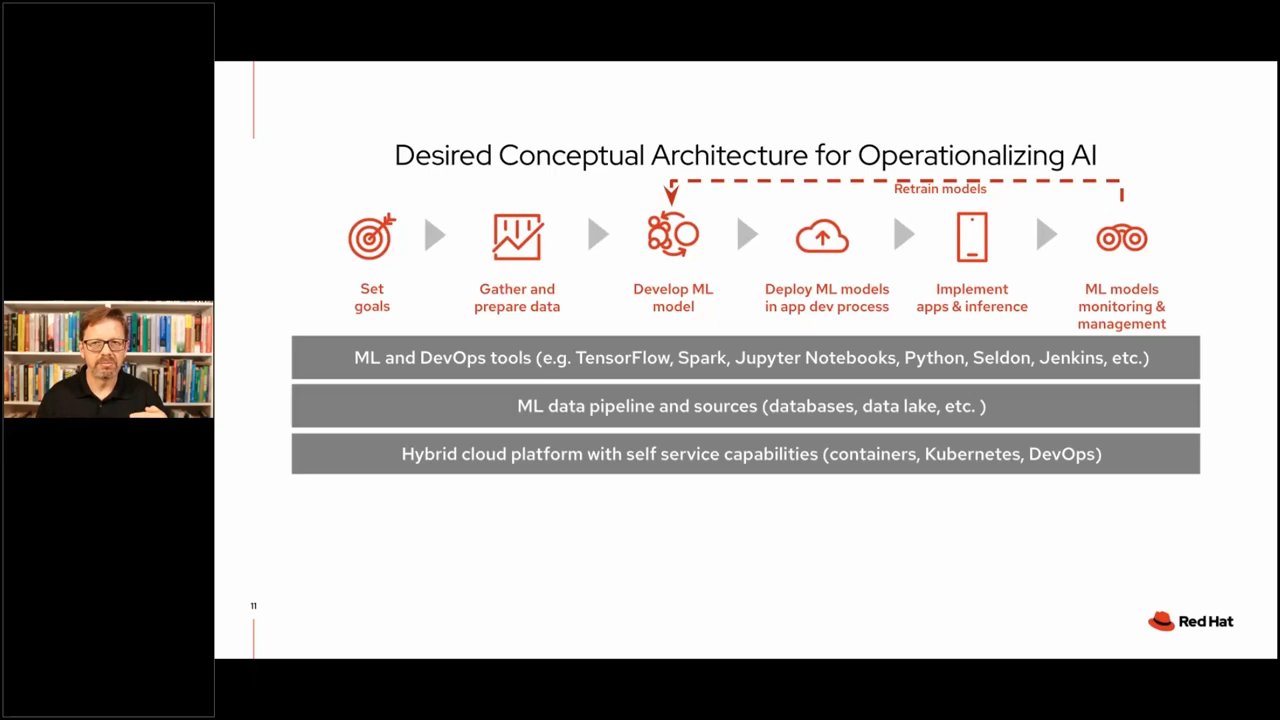 Desired Conceptual Architecture for Operationalizing AI
Retrain models
Set
goals
Gather and
prepare data
Develop ML
model
Deploy ML models
in app dev process
Implement
apps & inference
ML models
monitoring &
management
ML and DevOps tools (e.g. TensorFlow, Spark, Jupyter Notebooks, Python, Seldon, Jenkins, etc.)
ML data pipeline and sources (databases, data lake, etc. )
Hybrid cloud platform with self service capabilities (containers, Kubernetes, DevOps)
11
Red Hat